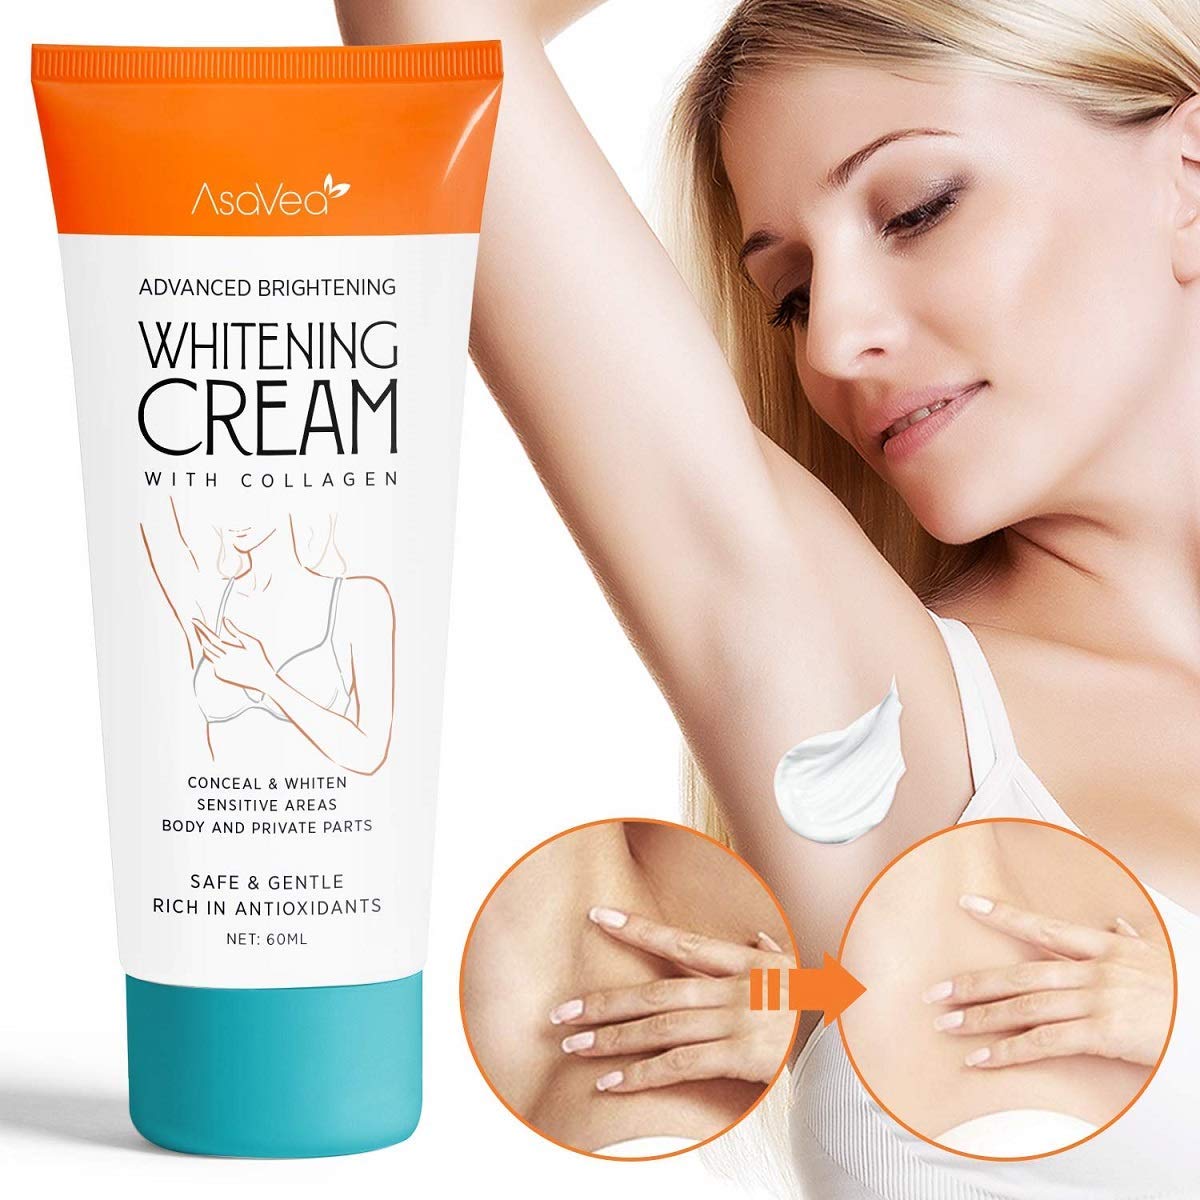 AsaVea
ADVANCED BRIGHTENING
WHITENING
CREAM
WITH COLLAGEN
CONCEAL & WHITEN
SENSITIVE AREAS
BODY AND PRIVATE PARTS
SAFE & GENTLE
RICH IN ANTIOXIDANTS
NET: 60ML